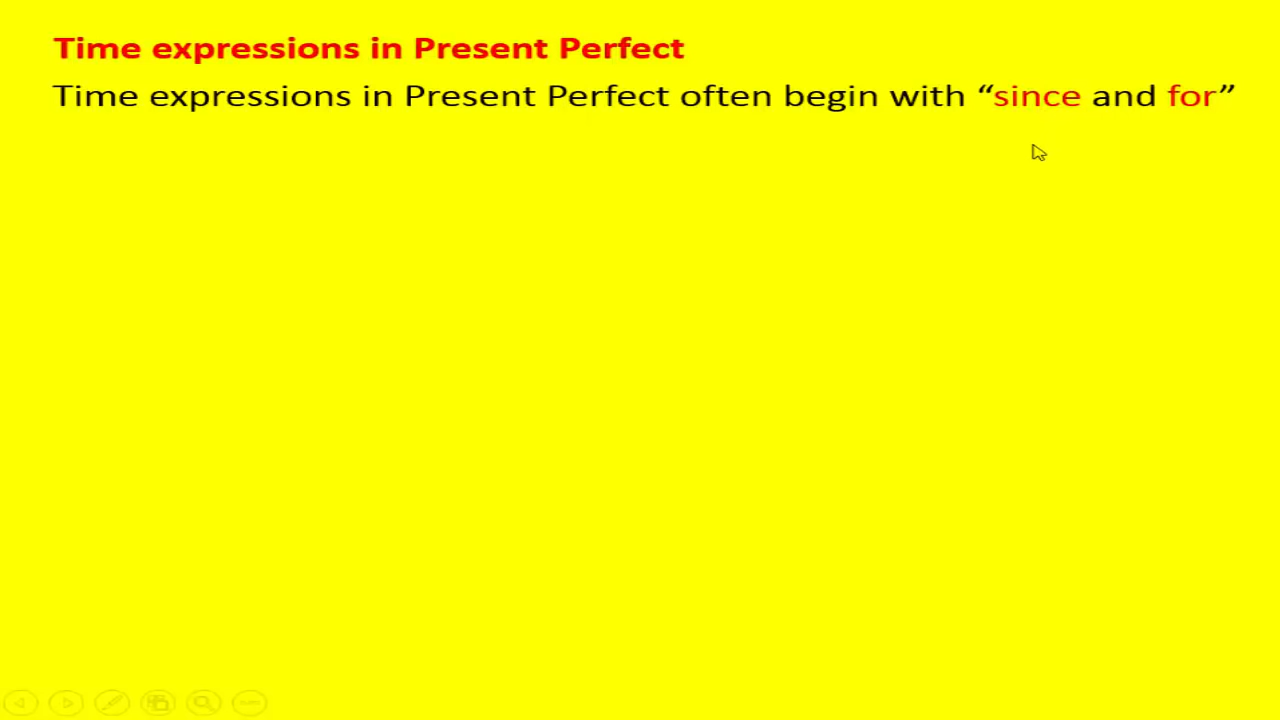 Time expressions in Present Perfect
Time expressions in Present Perfect often begin with “since and for”